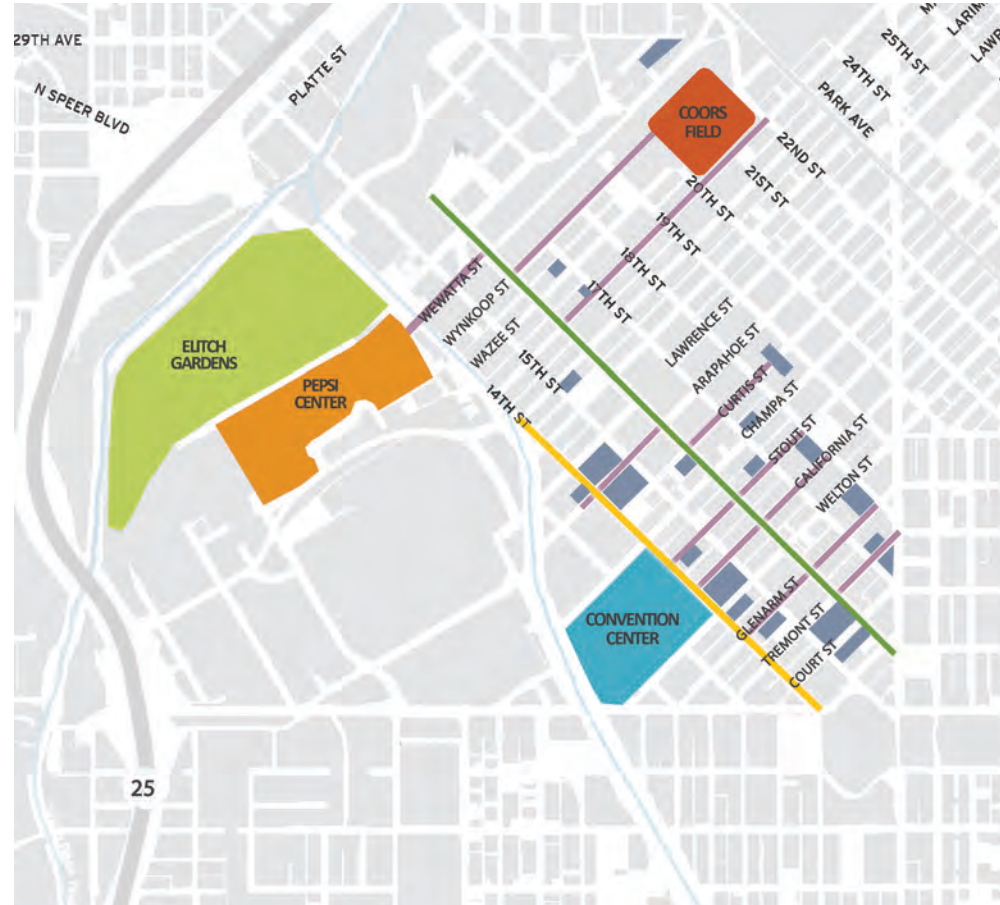 29TH AVE
N SPEER BLVD
PLATTE ST
LARIM
25TH ST
24TH ST
PARK AVE
COORS
FIELD
22ND ST
21ST ST
20TH ST
19TH ST
18TH ST
17TH ST
WEWATTA ST
WYNKOOP ST
WAZEE ST
15TH ST
14TH ST
LAWRENCE ST
ARAPAHOE ST
CURTIS ST
CHAMPA ST
STOUT ST
CALIFORNIA ST
WELTON ST
ELITCH
GARDENS
PEPSI
CENTER
CONVENTION
CENTER
GLENARM ST
TREMONT ST
COURT ST
25